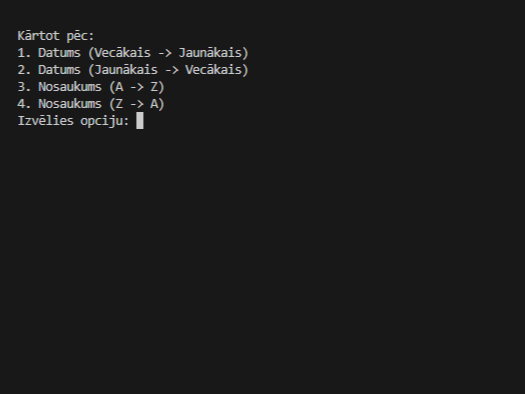 Kārtot pēc:
1. Datums (Vecākais -> Jaunākais)
2. Datums (Jaunākais -> Vecākais)
3. Nosaukums (A -> Z)
4. Nosaukums (Z -> A)
Izvēlies opciju: